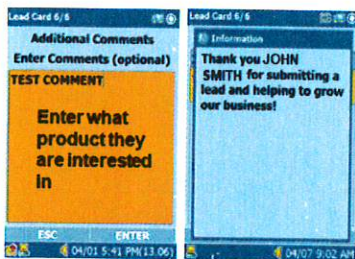 Lead Card 6/6
Additional Comments
Enter Comments (optional)
TEST COMMENT
Enter what
product they
are interested
in
ESC ENTER
04/01 5:41 PM(13.06)
Lead Card 6/6
Information
Thank you JOHN
SMITH for submitting a
lead and helping to grow
our business!
04/07 9:02 AM